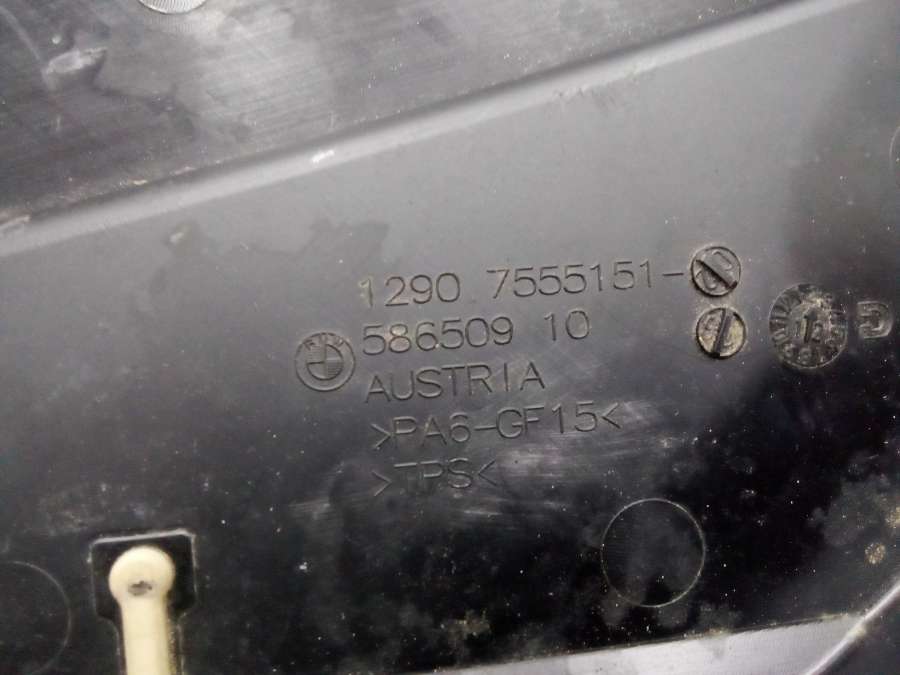 1290 7555151-
586509 10
AUSTRIA
>PA6-GF15<
>TPS<